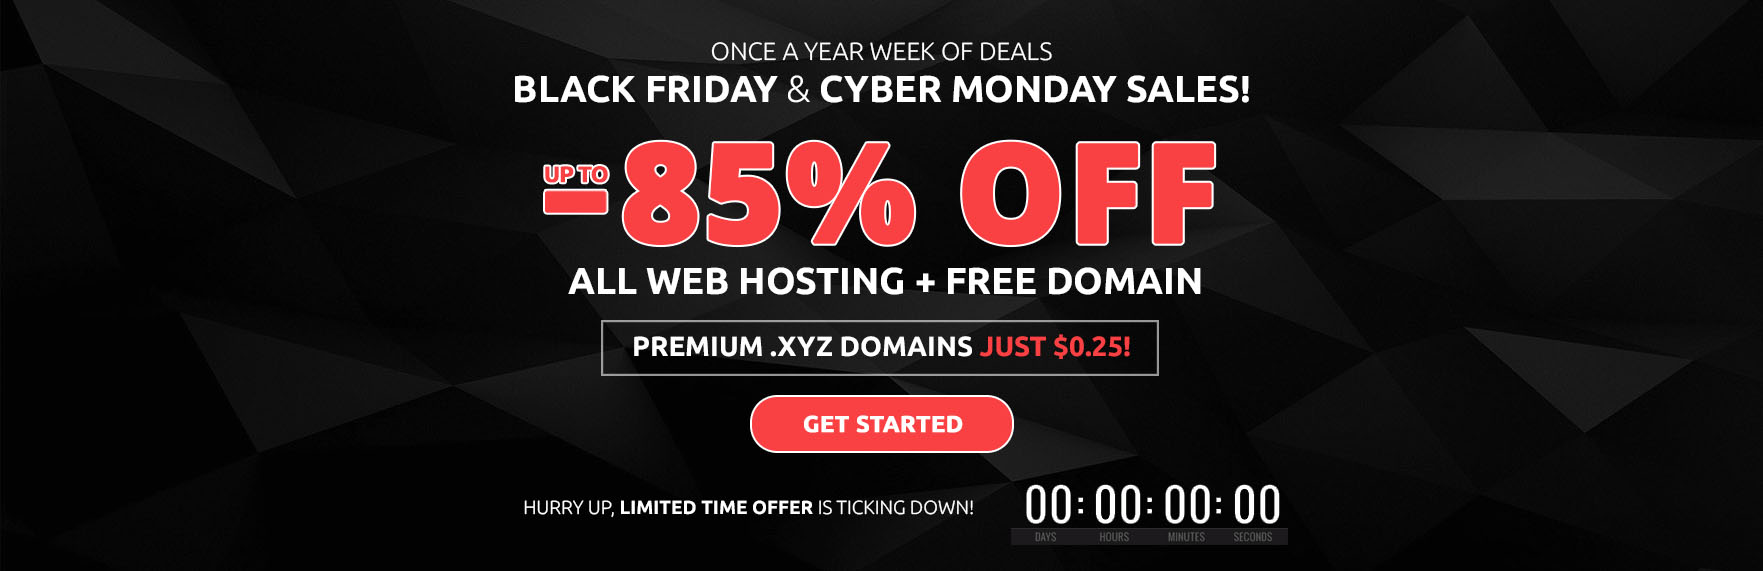 ONCE A YEAR WEEK OF DEALS
BLACK FRIDAY & CYBER MONDAY SALES!
UP TO
-85% OFF
ALL WEB HOSTING + FREE DOMAIN
PREMIUM .XYZ DOMAINS JUST $0.25!
GET STARTED
HURRY UP, LIMITED TIME OFFER IS TICKING DOWN!
00:00:00:00
DAYS HOURS MINUTES SECONDS